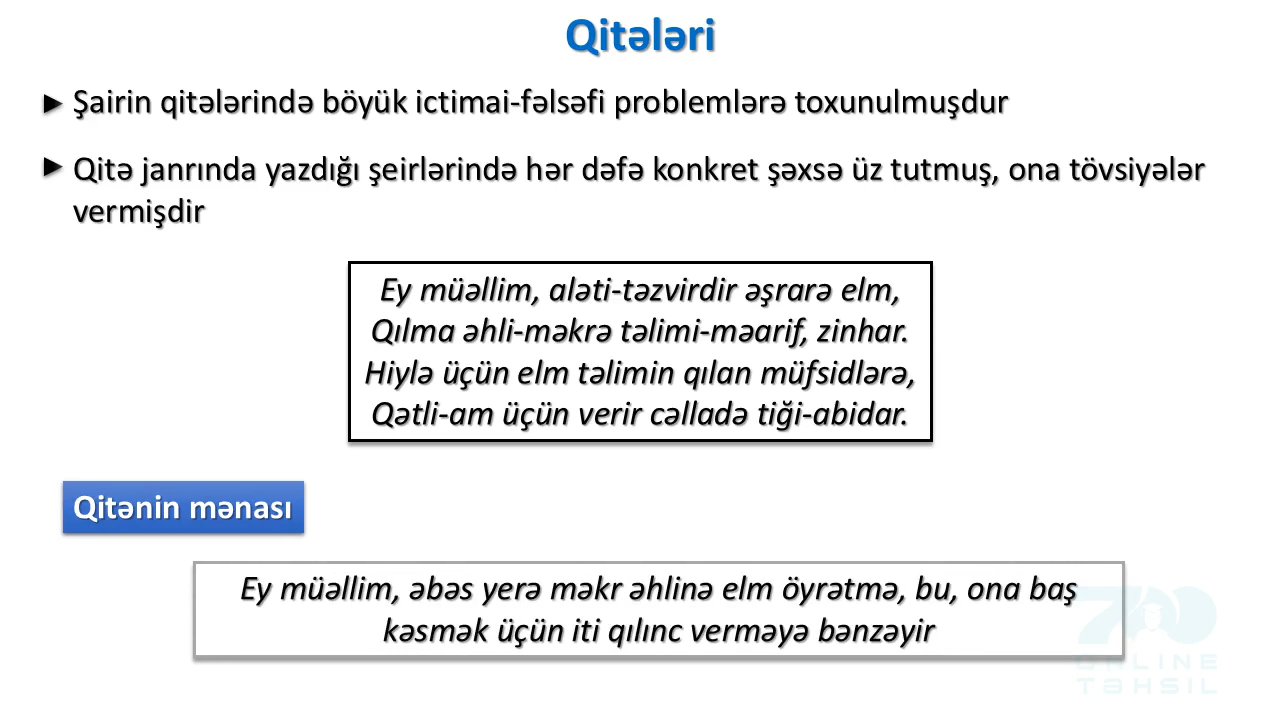 Qitələri
▶ Şairin qitələrində böyük ictimai-fəlsəfi problemlərə toxunulmuşdur
▶ Qitə janrında yazdığı şeirlərində hər dəfə konkret şəxsə üz tutmuş, ona tövsiyələr
vermişdir
Ey müəllim, aləti-təzvirdir əşrarə elm,
Qılma əhli-məkrə təlimi-məarif, zinhar.
Hiylə üçün elm təlimin qılan müfsidlərə,
Qətli-am üçün verir cəlladə tiği-abidar.
Qitənin mənası
Ey müəllim, əbəs yerə məkr əhlinə elm öyrətmə, bu, ona baş
kəsmək üçün iti qılınc verməyə bənzəyir
700
ONLINE
TƏHSİL